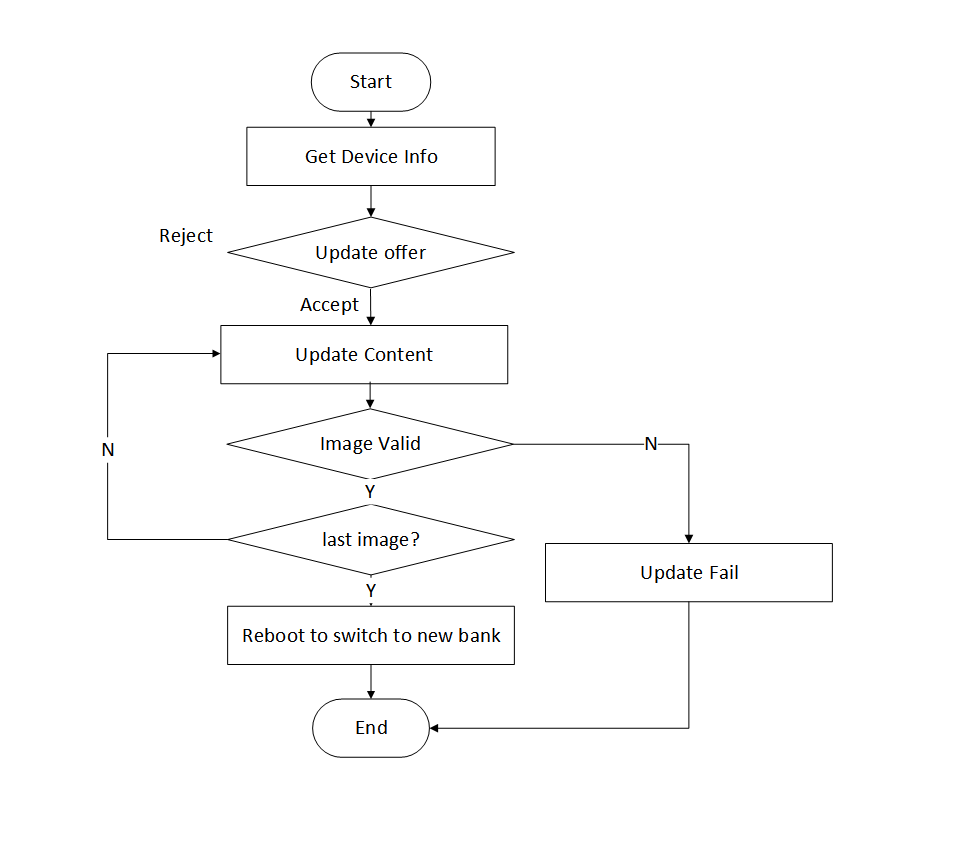 Start
Get Device Info
Reject
Update offer
Accept
Update Content
N
Image Valid
N
Y
last image?
Update Fail
Y
Reboot to switch to new bank
End